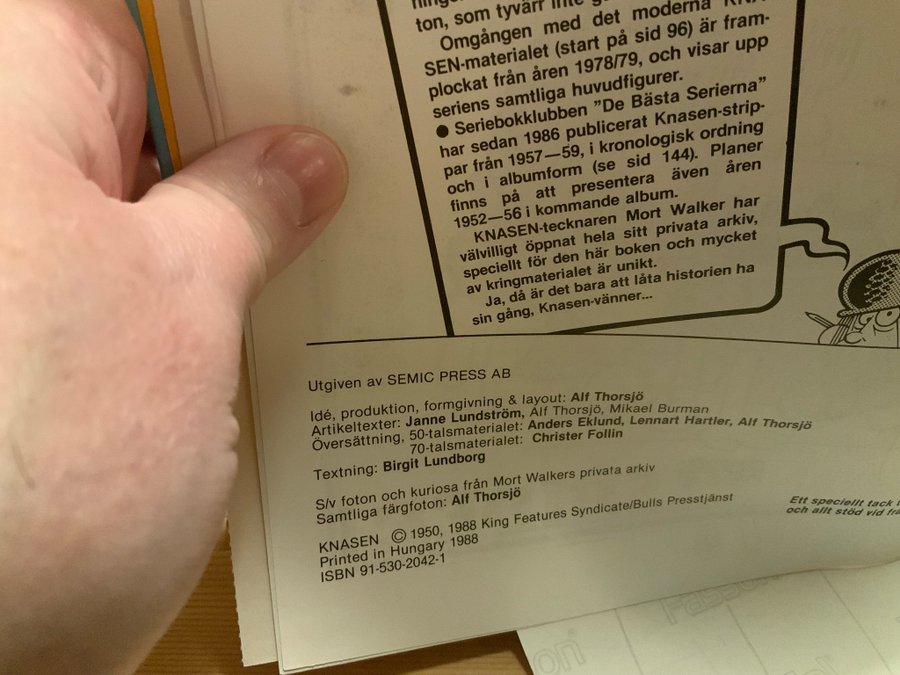 ton, som tyvärr inte
Omgången med det moderna
SEN-materialet (start på sid 96) är fram-
plockat från åren 1978/79, och visar upp
seriens samtliga huvudfigurer.
● Seriebokklubben ”De Bästa Serierna”
har sedan 1986 publicerat Knasen-strip-
par från 1957—59, i kronologisk ordning
och i albumform (se sid 144). Planer
finns på att presentera även åren
1952—56 i kommande album.
KNASEN-tecknaren Mort Walker har
välvilligt öppnat hela sitt privata arkiv,
speciellt för den här boken och mycket
av kringmaterialet är unikt.
Ja, då är det bara att låta historien ha
sin gång, Knasen-vänner...
Utgiven av SEMIC PRESS AB
Idé, produktion, formgivning & layout: Alf Thorsjö
Artikeltexter: Janne Lundström, Alf Thorsjö, Mikael Burman
Översättning, 50-talsmaterialet: Anders Eklund, Lennart Hartler, Alf Thorsjö
70-talsmaterialet: Christer Follin
Textning: Birgit Lundborg
S/v foton och kuriosa från Mort Walkers privata arkiv
Samtliga färgfoton: Alf Thorsjö
KNASEN © 1950, 1988 King Features Syndicate/Bulls Presstjänst
Printed in Hungary 1988
ISBN 91-530-2042-1
Ett speciellt tack
och allt stöd vid